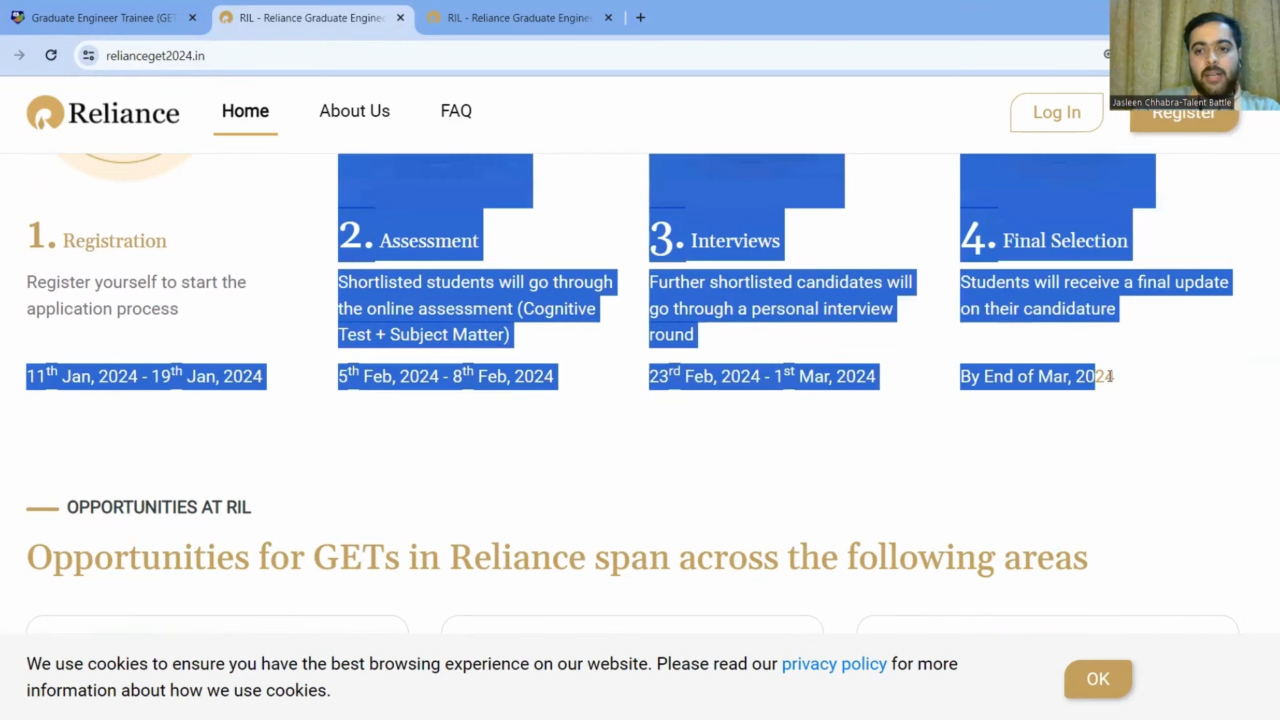 Graduate Engineer Trainee (GET
RIL - Reliance Graduate Enginee
RIL - Reliance Graduate Enginee
relianceget2024.in
Jasleen Chhabra-Talent Battle
Reliance
Home
About Us
FAQ
Log In
Register
1. Registration
Register yourself to start the
application process
11th Jan, 2024 - 19th Jan, 2024
2. Assessment
Shortlisted students will go through
the online assessment (Cognitive
Test + Subject Matter)
5th Feb, 2024 - 8th Feb, 2024
3. Interviews
Further shortlisted candidates will
go through a personal interview
round
23rd Feb, 2024 - 1st Mar, 2024
4. Final Selection
Students will receive a final update
on their candidature
By End of Mar, 2024
OPPORTUNITIES AT RIL
Opportunities for GETs in Reliance span across the following areas
We use cookies to ensure you have the best browsing experience on our website. Please read our privacy policy for more
information about how we use cookies.
OK